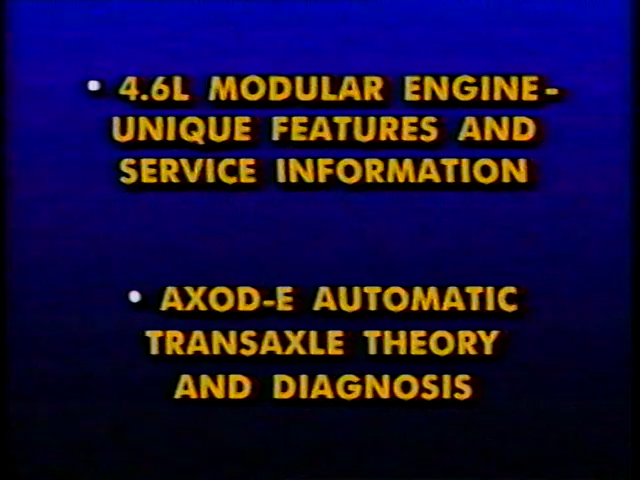 • 4.6L MODULAR ENGINE-
UNIQUE FEATURES AND
SERVICE INFORMATION
• AXOD-E AUTOMATIC
TRANSAXLE THEORY
AND DIAGNOSIS